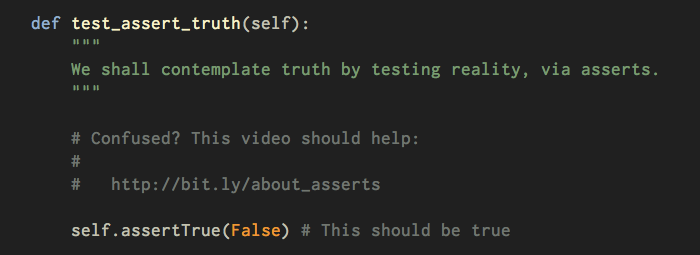 def test_assert_truth(self):
"""
We shall contemplate truth by testing reality, via asserts.
"""
# Confused? This video should help:
#
#   http://bit.ly/about_asserts
self.assertTrue(False) # This should be true